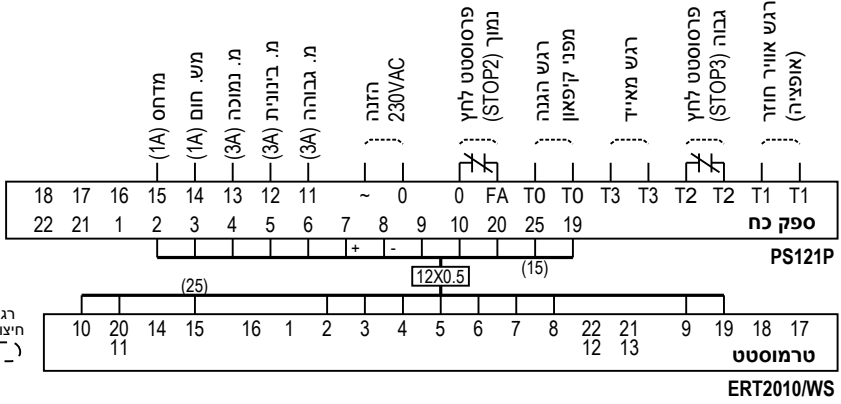 מדחס (1A)
מש. חום (1A)
מ. נמוכה (3A)
מ. בינונית (3A)
מ. גבוהה (3A)
הזנה
230VAC
פרסוסטט לחץ
נמוך (STOP2)
רגש הגנה
מפני קיפאון
רגש מאייד
פרסוסטט לחץ
גבוה (STOP3)
רגש אוויר חוזר
(אופציה)
18 17 16 15 14 13 12 11 ~ 0 0 FA T0 T0 T3 T3 T2 T2 T1 T1
22 21 1 2 3 4 5 6 7 8 9 10 20 25 19 ספק כח
+ -
PS121P
12X0.5
(15)
(25)
10 20 14 15 16 1 2 3 4 5 6 7 8 22 21 9 19 18 17
11 12 13
טרמוסטט
ERT2010/WS